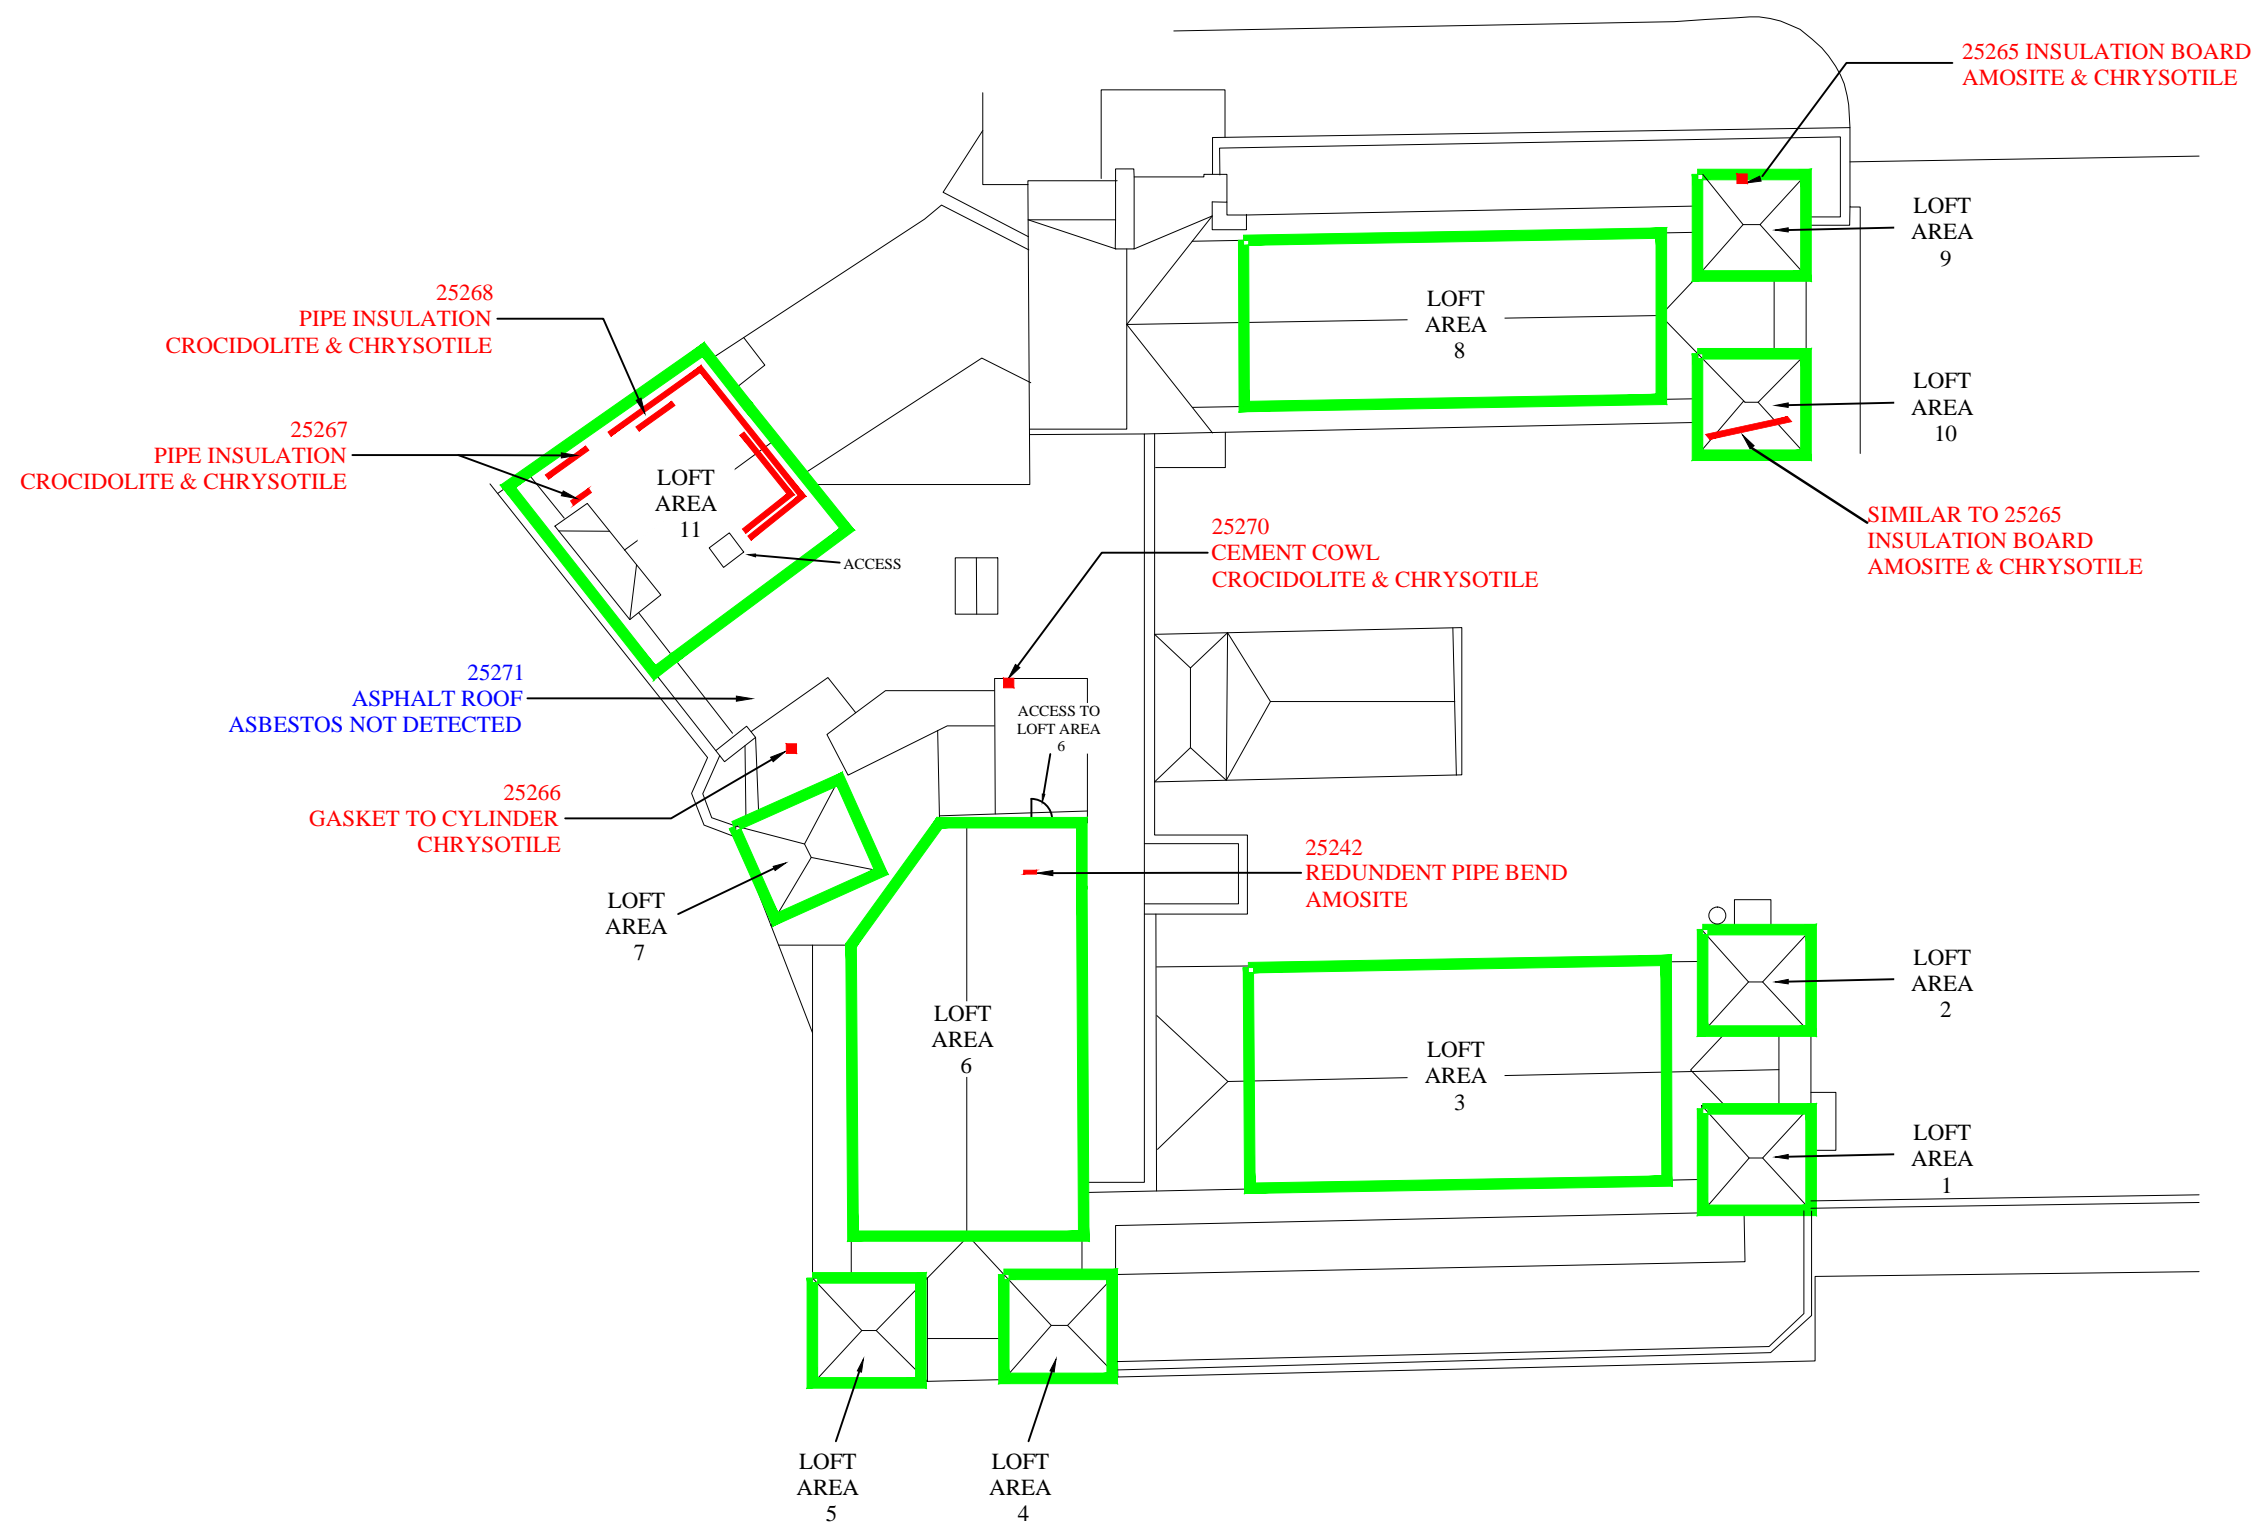 25265 INSULATION BOARD
AMOSITE & CHRYSOTILE
LOFT
AREA
9
25268
PIPE INSULATION
CROCIDOLITE & CHRYSOTILE
LOFT
AREA
8
LOFT
AREA
10
25267
PIPE INSULATION
CROCIDOLITE & CHRYSOTILE
LOFT
AREA
11
ACCESS
25270
CEMENT COWL
CROCIDOLITE & CHRYSOTILE
SIMILAR TO 25265
INSULATION BOARD
AMOSITE & CHRYSOTILE
25271
ASPHALT ROOF
ASBESTOS NOT DETECTED
ACCESS TO
LOFT AREA
6
25266
GASKET TO CYLINDER
CHRYSOTILE
25242
REDUNDENT PIPE BEND
AMOSITE
LOFT
AREA
7
LOFT
AREA
2
LOFT
AREA
6
LOFT
AREA
3
LOFT
AREA
1
LOFT
AREA
5
LOFT
AREA
4